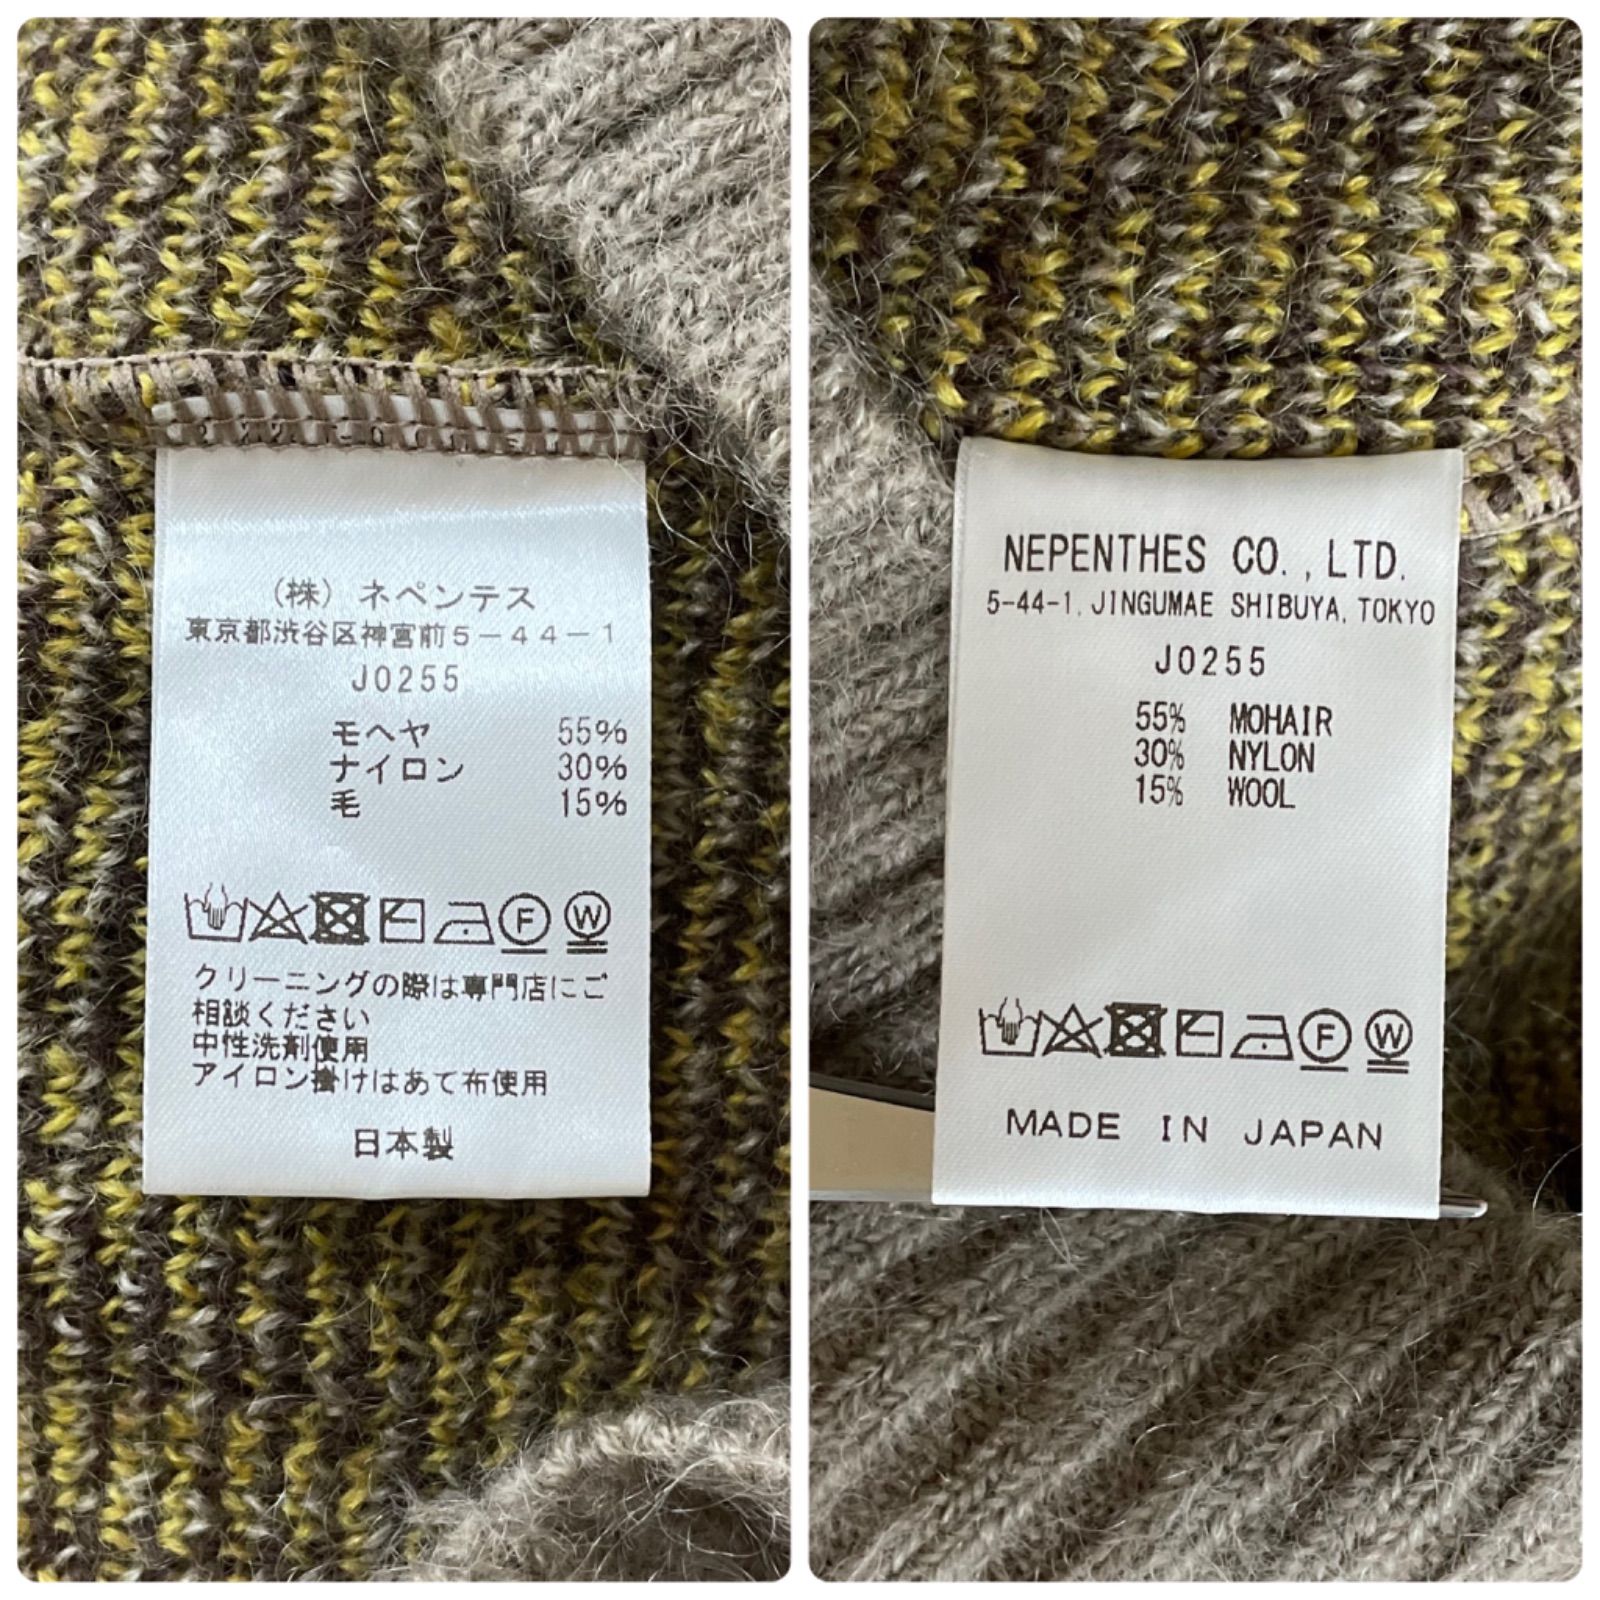 (株)ネペンテス
東京都渋谷区神宮前5-44-1
J0255
モヘヤ 55%
ナイロン 30%
毛 15%
F W
クリーニングの際は専門店にご
相談ください
中性洗剤使用
アイロン掛けはあて布使用
日本製
NEPENTHES CO.,LTD.
5-44-1,JINGUMAE SHIBUYA,TOKYO
J0255
55% MOHAIR
30% NYLON
15% WOOL
F W
MADE IN JAPAN